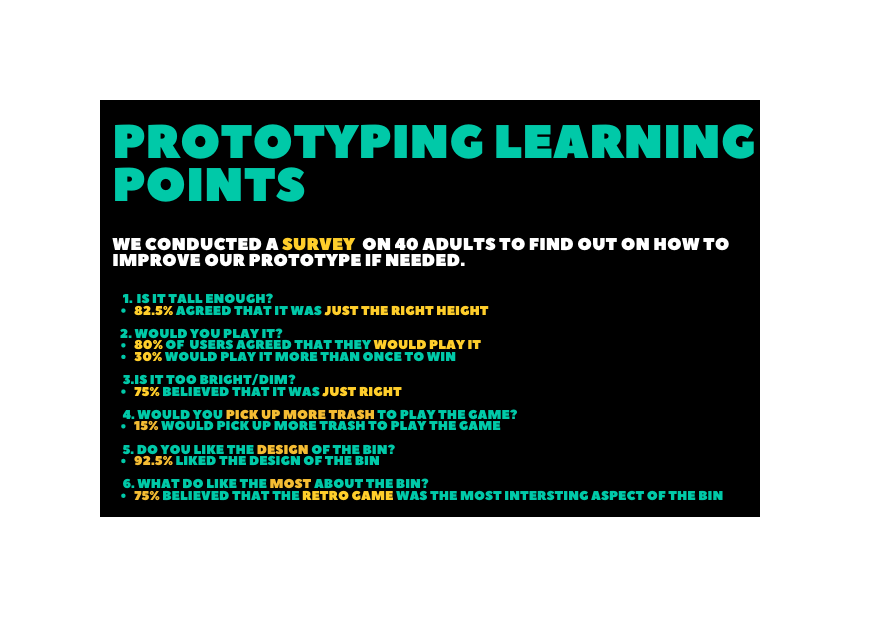 PROTOTYPING LEARNING
POINTS
WE CONDUCTED A SURVEY ON 40 ADULTS TO FIND OUT ON HOW TO
IMPROVE OUR PROTOTYPE IF NEEDED.
1. IS IT TALL ENOUGH?
• 82.5% AGREED THAT IT WAS JUST THE RIGHT HEIGHT
2. WOULD YOU PLAY IT?
• 80% OF USERS AGREED THAT THEY WOULD PLAY IT
• 30% WOULD PLAY IT MORE THAN ONCE TO WIN
3.IS IT TOO BRIGHT/DIM?
• 75% BELIEVED THAT IT WAS JUST RIGHT
4. WOULD YOU PICK UP MORE TRASH TO PLAY THE GAME?
• 15% WOULD PICK UP MORE TRASH TO PLAY THE GAME
5. DO YOU LIKE THE DESIGN OF THE BIN?
• 92.5% LIKED THE DESIGN OF THE BIN
6. WHAT DO LIKE THE MOST ABOUT THE BIN?
• 75% BELIEVED THAT THE RETRO GAME WAS THE MOST INTERSTING ASPECT OF THE BIN